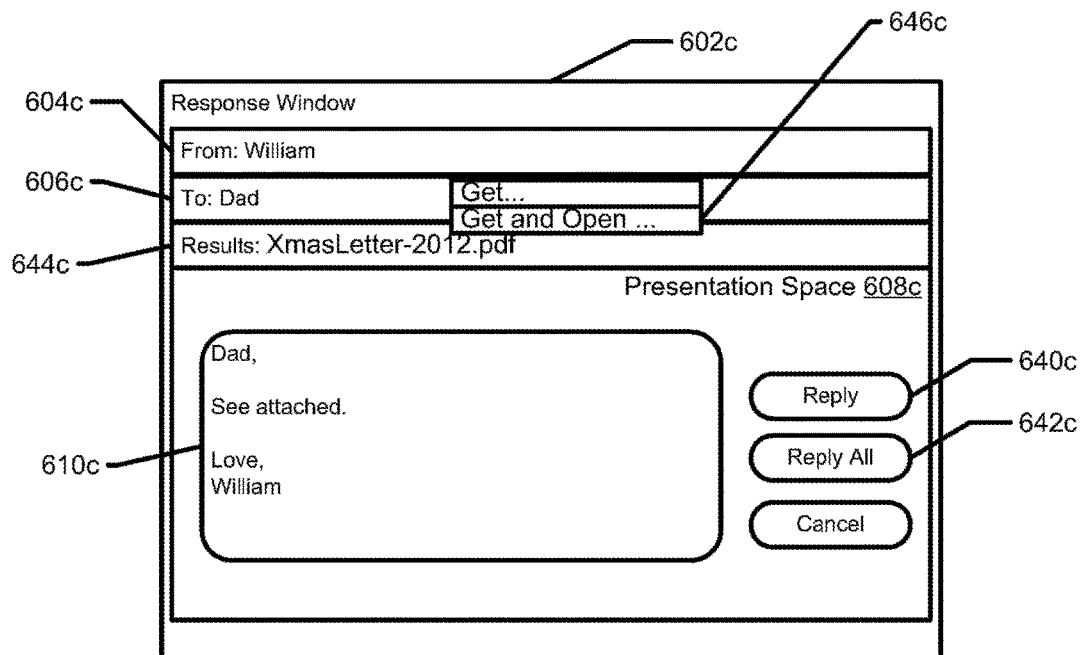 646c
602c
604c
Response Window
From: William
606c
To: Dad
Get...
Get and Open ...
644c
Results: XmasLetter-2012.pdf
Presentation Space 608c
Dad,
See attached.
Love,
William
610c
Reply
640c
Reply All
642c
Cancel